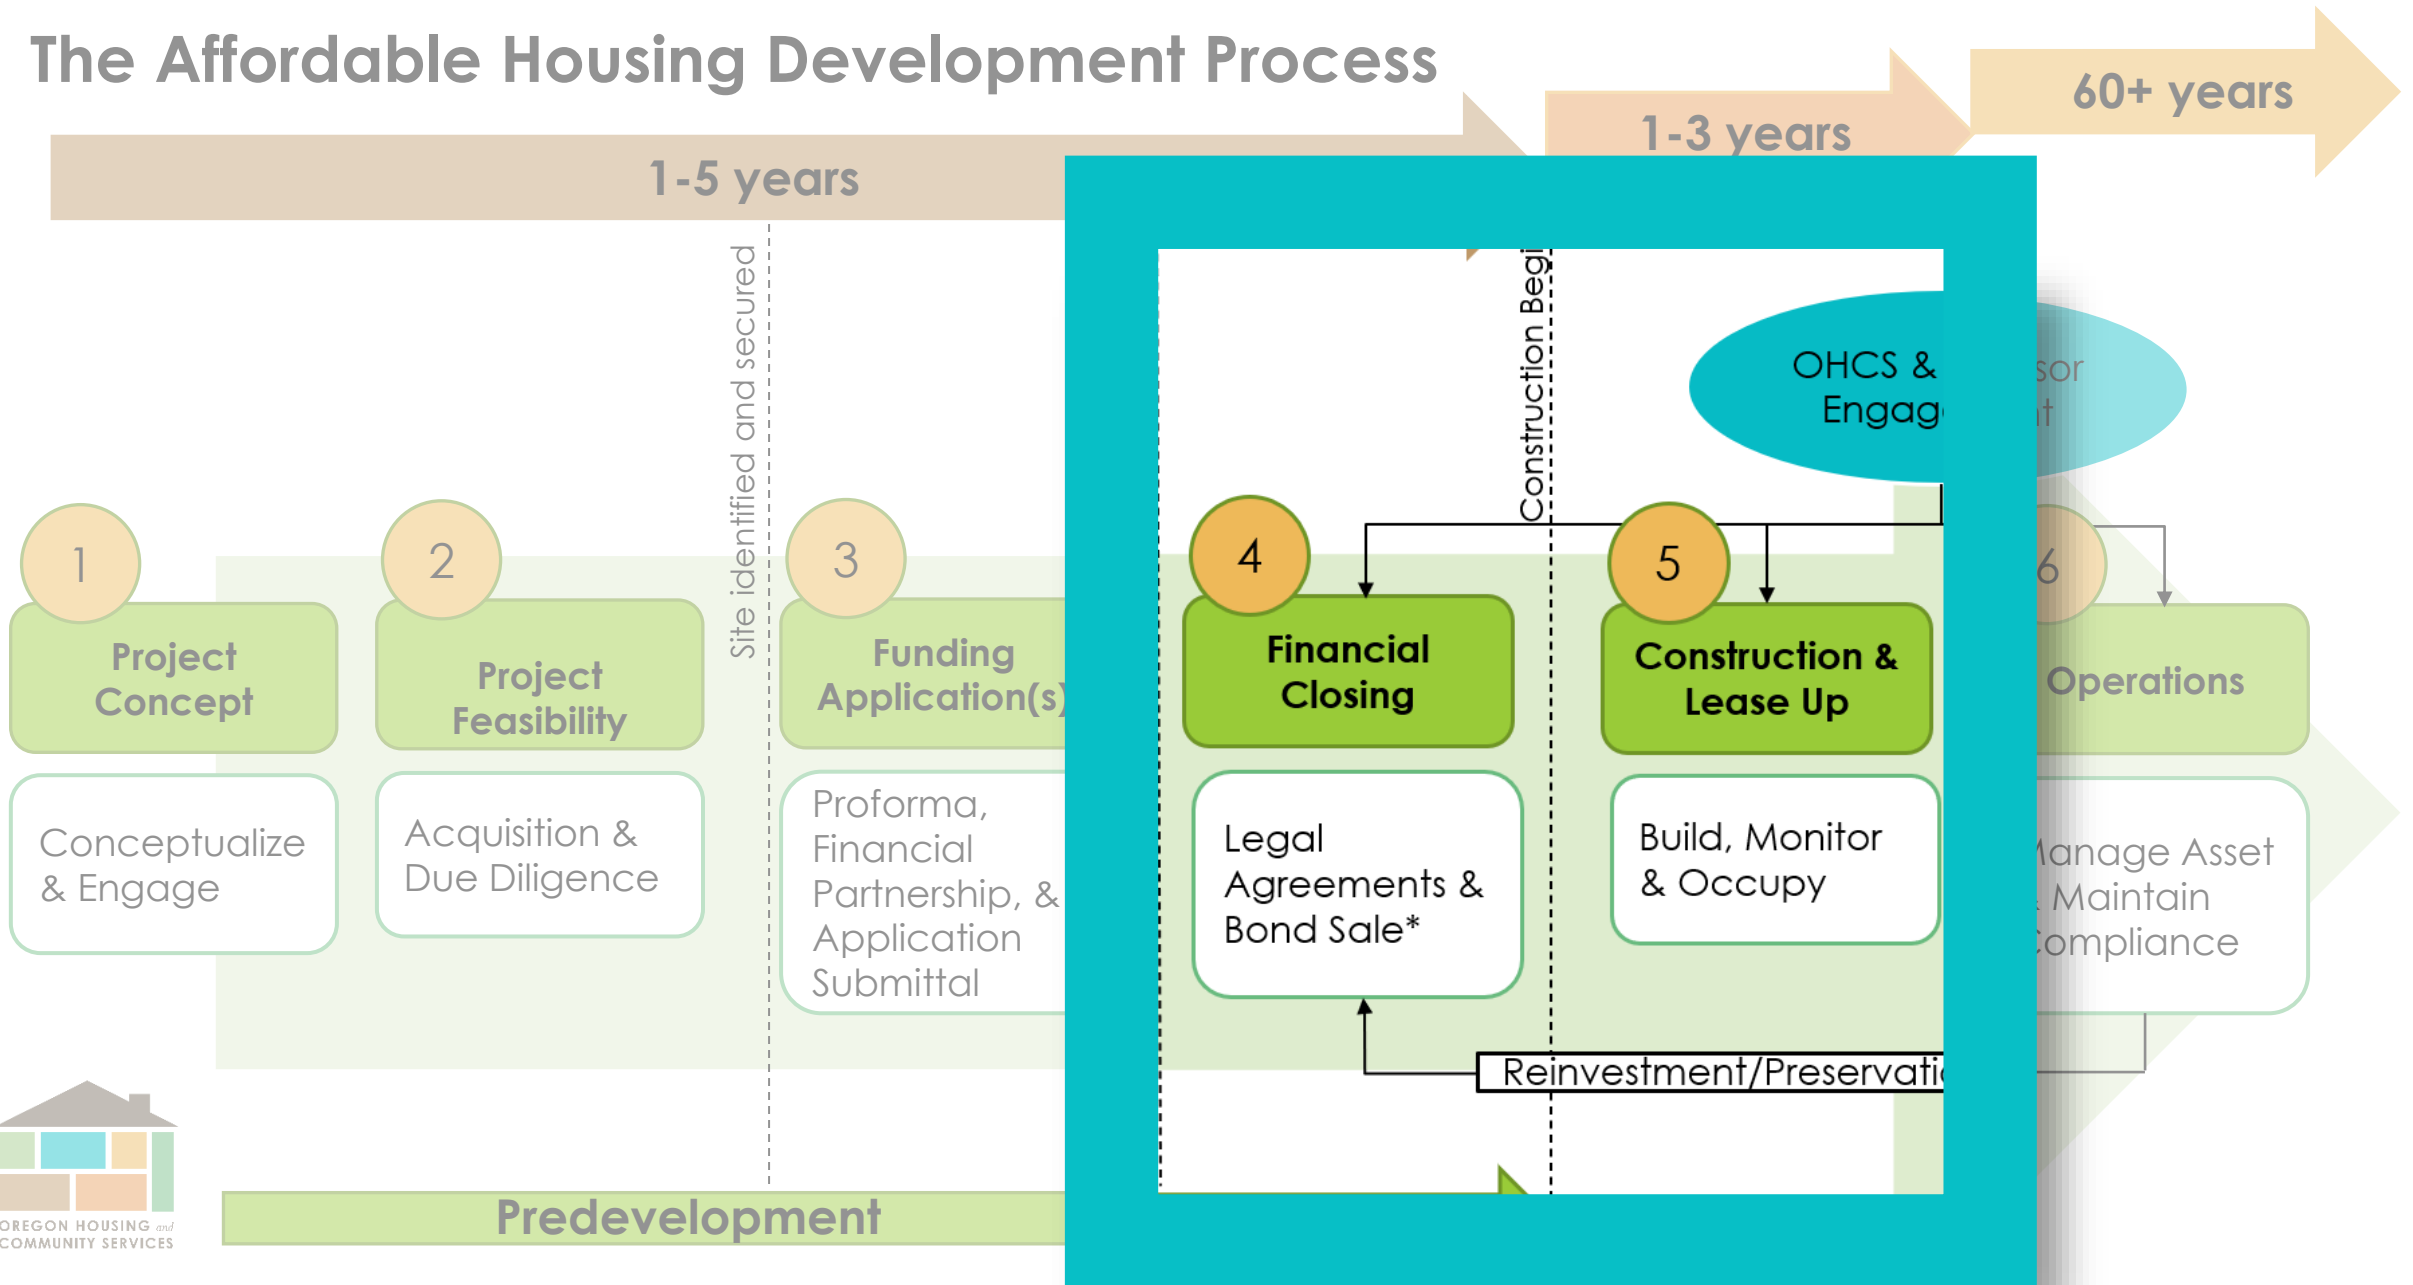 The Affordable Housing Development Process
1-5 years
1-3 years
60+ years
Site identified and secured
Construction Begi
OHCS & sor
Engag t
1
Project
Concept
Conceptualize
& Engage
2
Project
Feasibility
Acquisition &
Due Diligence
3
Funding
Application(s)
Proforma,
Financial
Partnership, &
Application
Submittal
4
Financial
Closing
Legal
Agreements &
Bond Sale*
5
Construction &
Lease Up
Build, Monitor
& Occupy
6
Operations
Manage Asset
Maintain
ompliance
Reinvestment/Preservati
Predevelopment
OREGON HOUSING and
COMMUNITY SERVICES